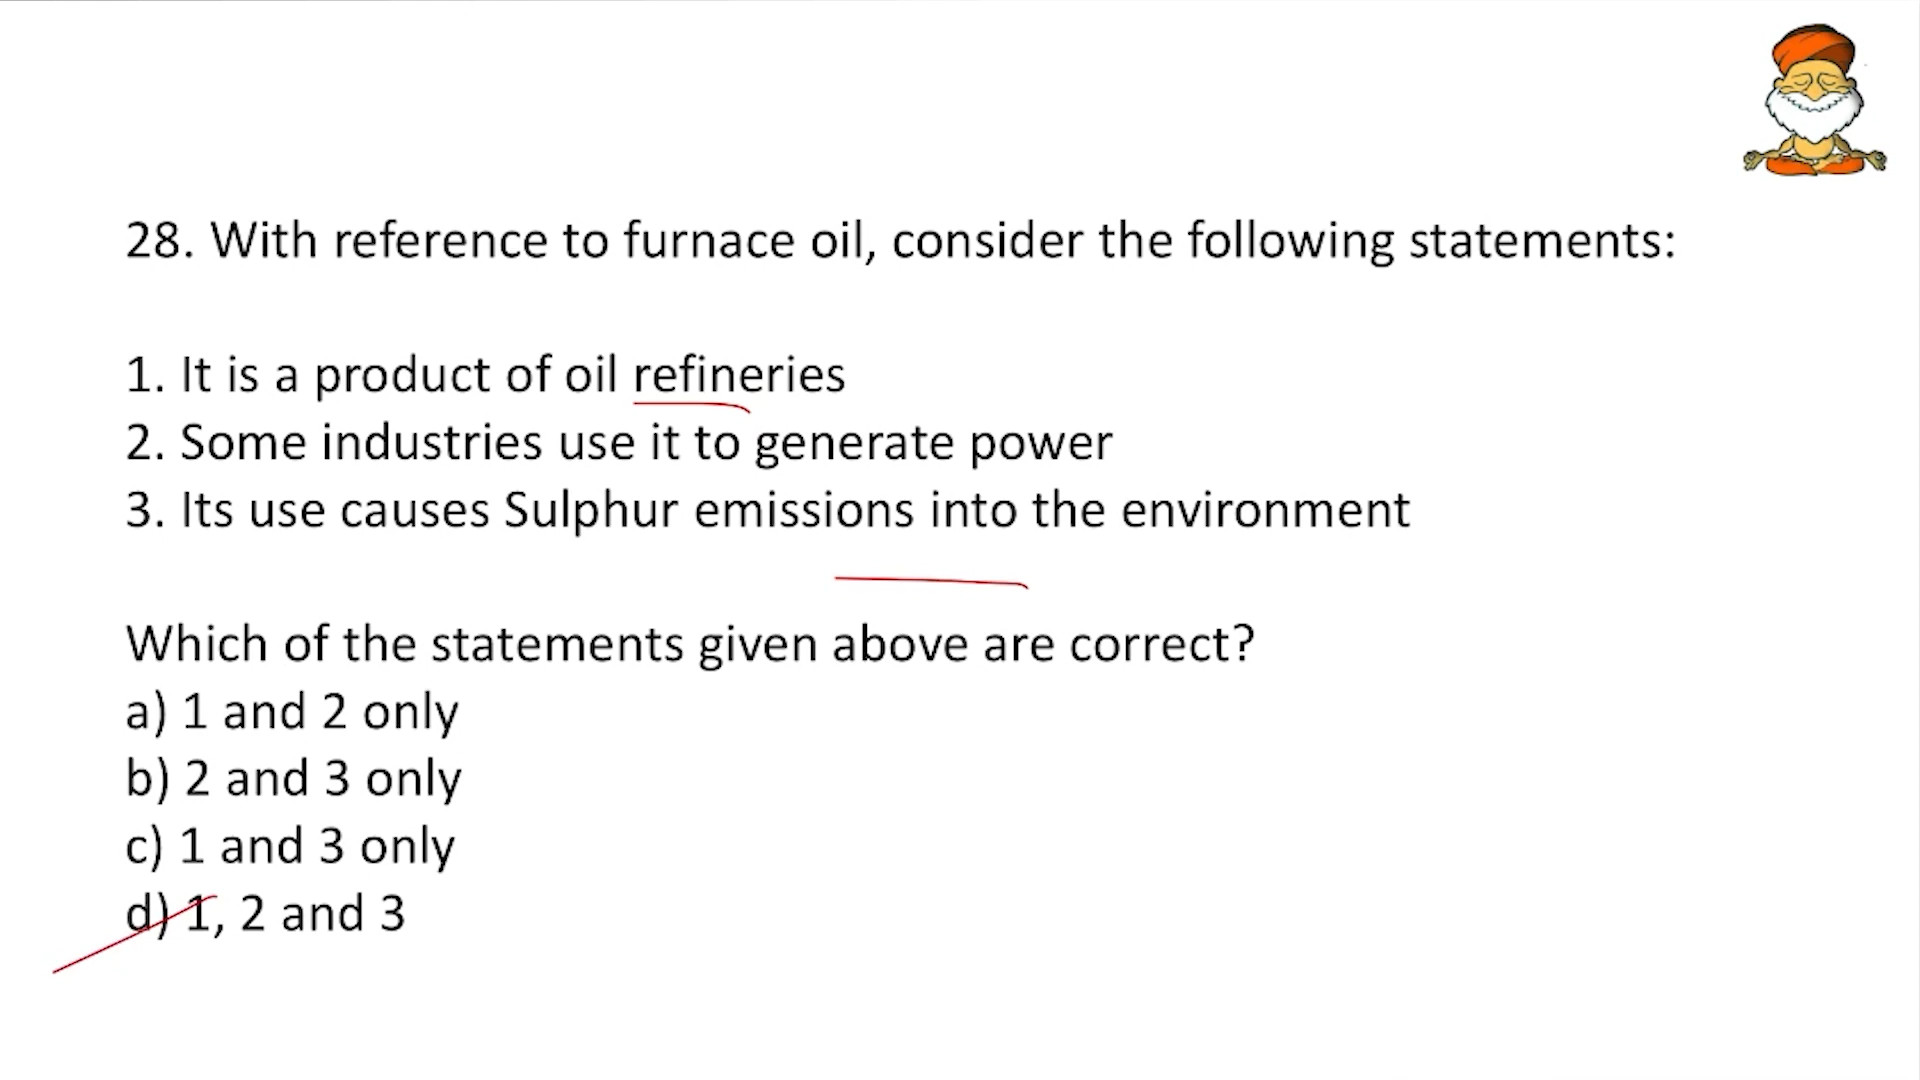 28. With reference to furnace oil, consider the following statements:
1. It is a product of oil refineries
2. Some industries use it to generate power
3. Its use causes Sulphur emissions into the environment
Which of the statements given above are correct?
a) 1 and 2 only
b) 2 and 3 only
c) 1 and 3 only
d) 1, 2 and 3